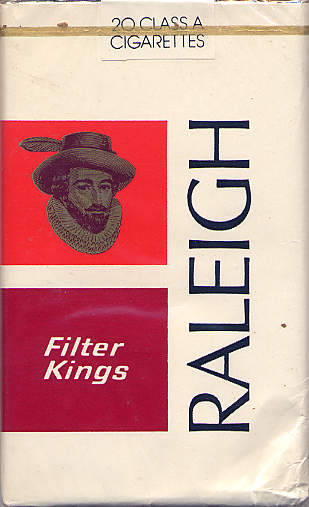 20 CLASS A
CIGARETTES
RALEIGH
Filter
Kings